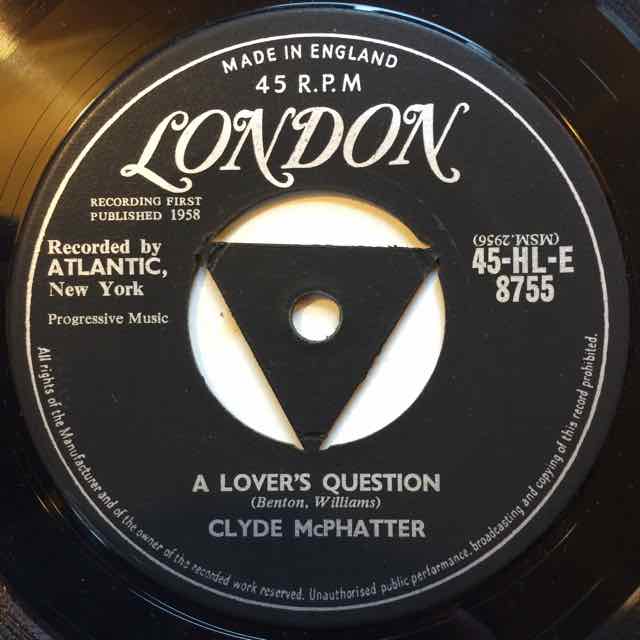 MADE IN ENGLAND
45 R.P.M
LONDON
RECORDING FIRST
PUBLISHED 1958
Recorded by
ATLANTIC,
New York
Progressive Music
(MSM.2956)
45-HL-E
8755
A LOVER'S QUESTION
(Benton, Williams)
CLYDE McPHATTER
All rights of the Manufacturer and of the owner of the recorded work reserved. Unauthorised public performance, broadcasting and copying of this record prohibited.